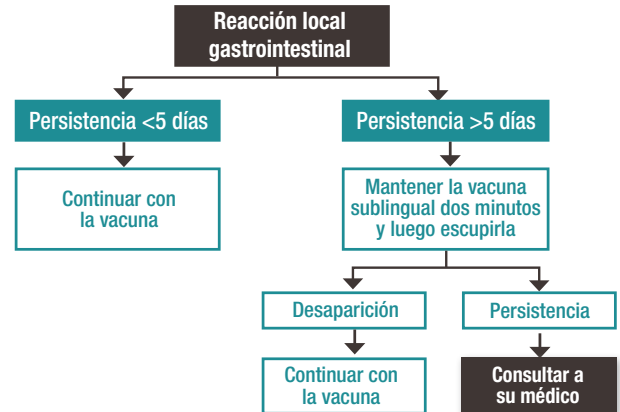 Reacción local
gastrointestinal
Persistencia <5 días
Persistencia >5 días
Continuar con
la vacuna
Mantener la vacuna
sublingual dos minutos
y luego escupirla
Desaparición
Persistencia
Continuar con
la vacuna
Consultar a
su médico